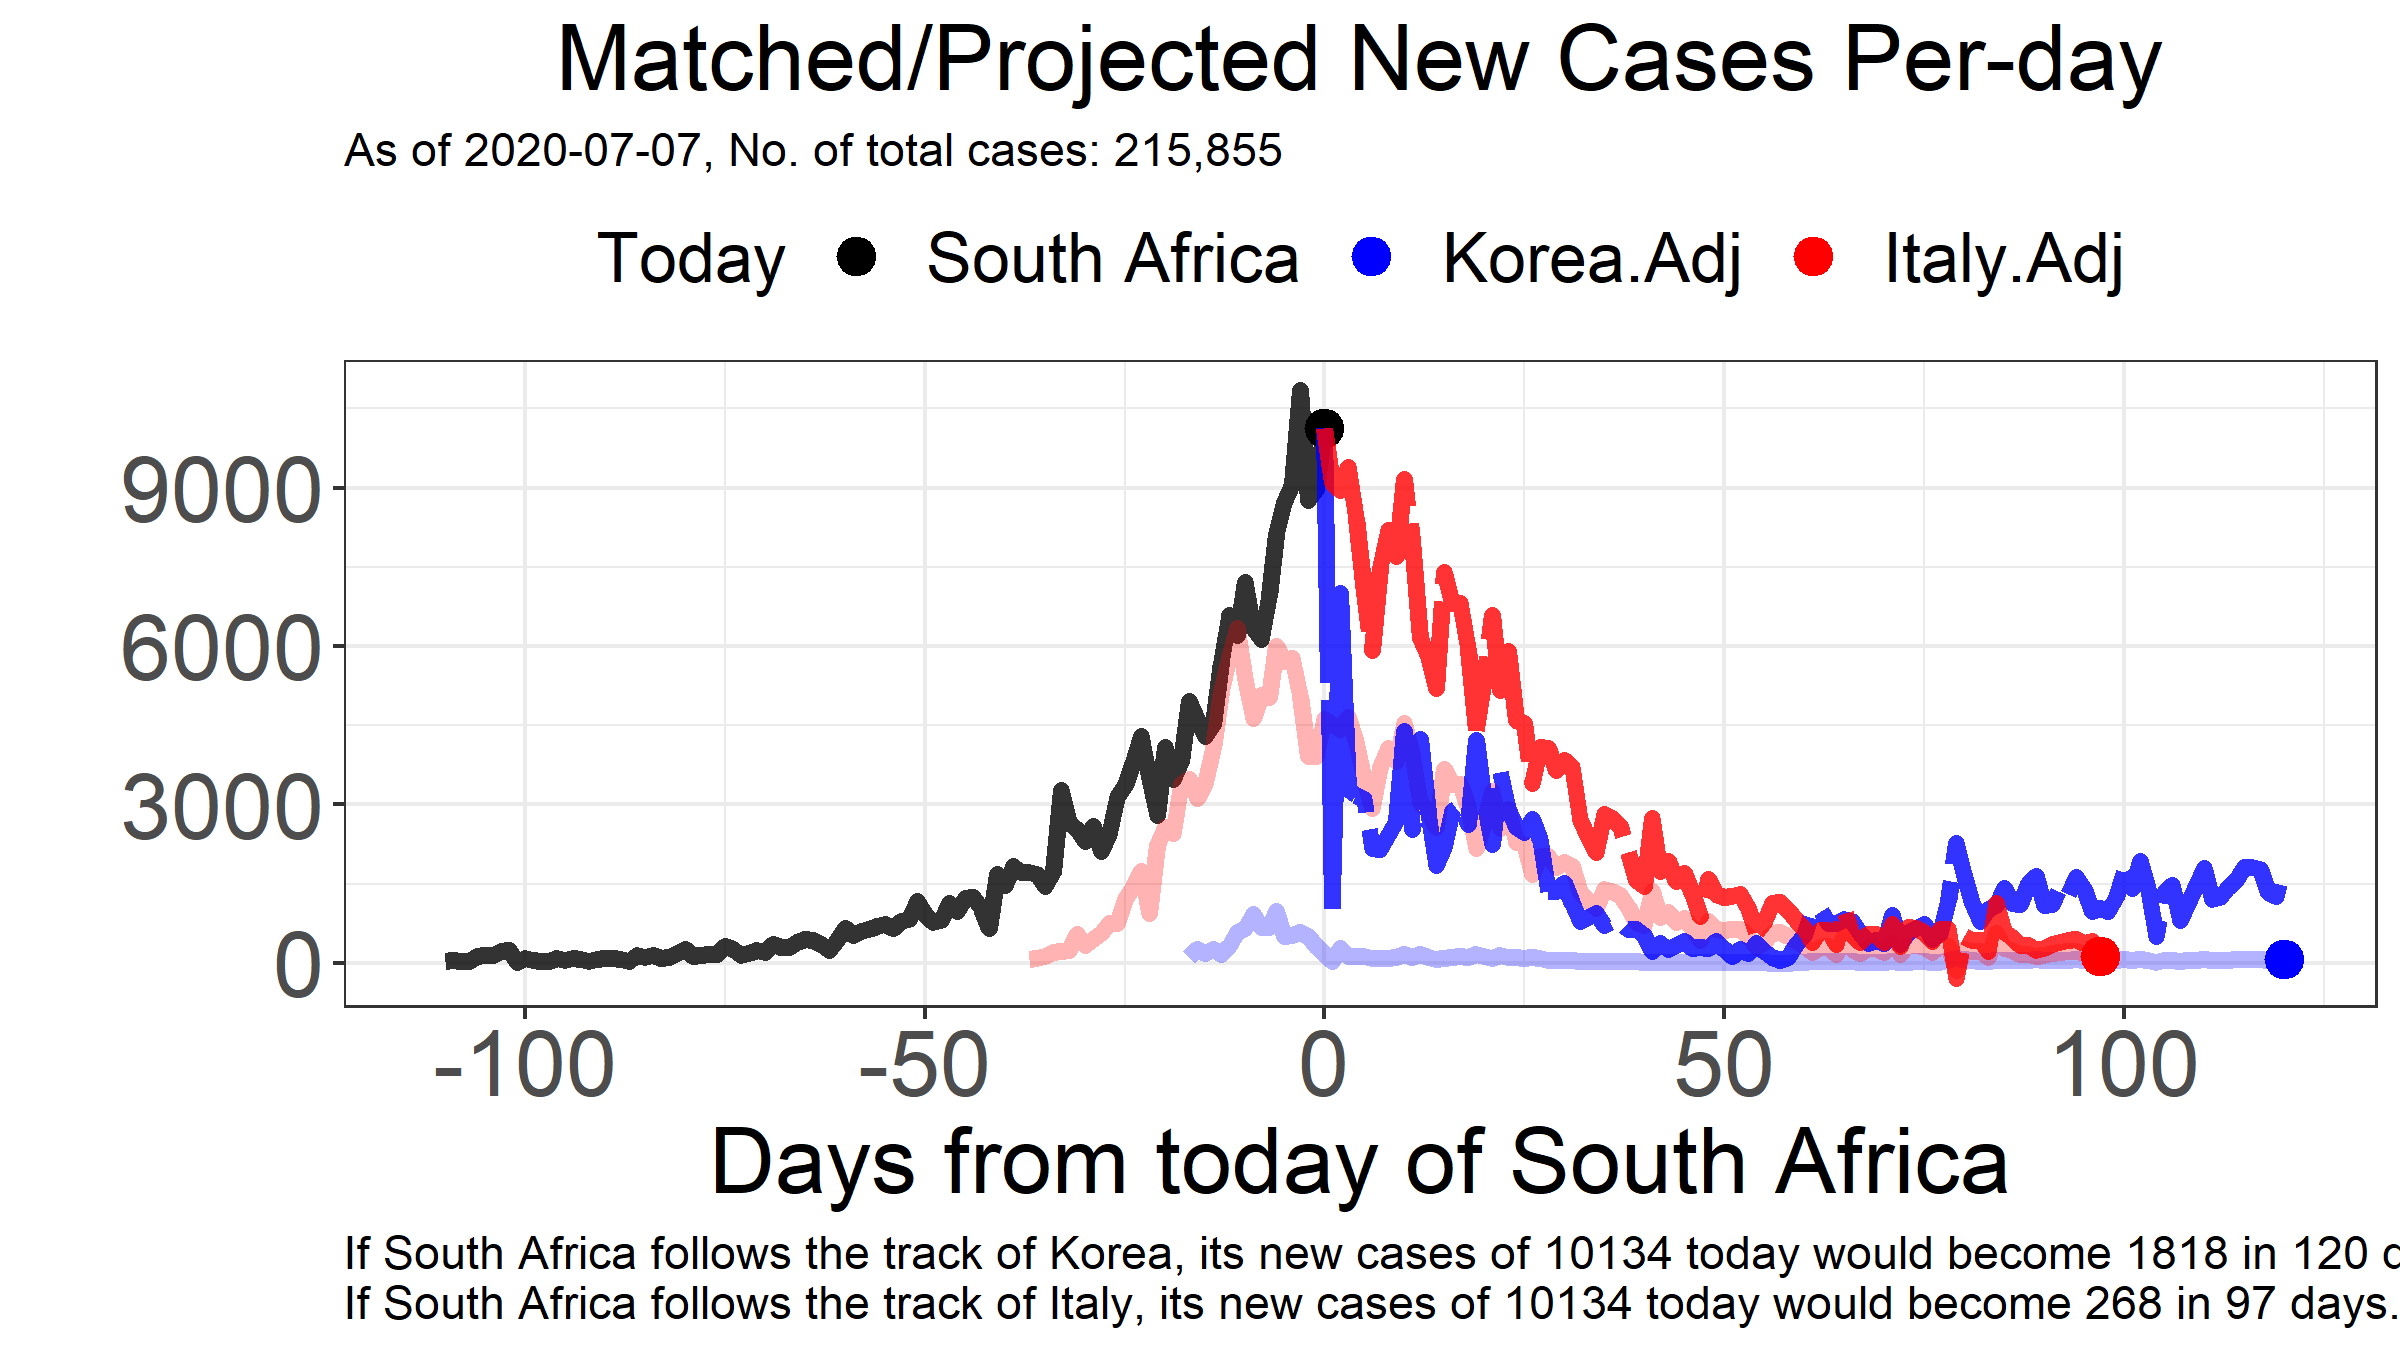 Matched/Projected New Cases Per-day
As of 2020-07-07, No. of total cases: 215,855
Today South Africa Korea.Adj Italy.Adj
9000
6000
3000
0
-100 -50 0 50 100
Days from today of South Africa
If South Africa follows the track of Korea, its new cases of 10134 today would become 1818 in 120
If South Africa follows the track of Italy, its new cases of 10134 today would become 268 in 97 days.